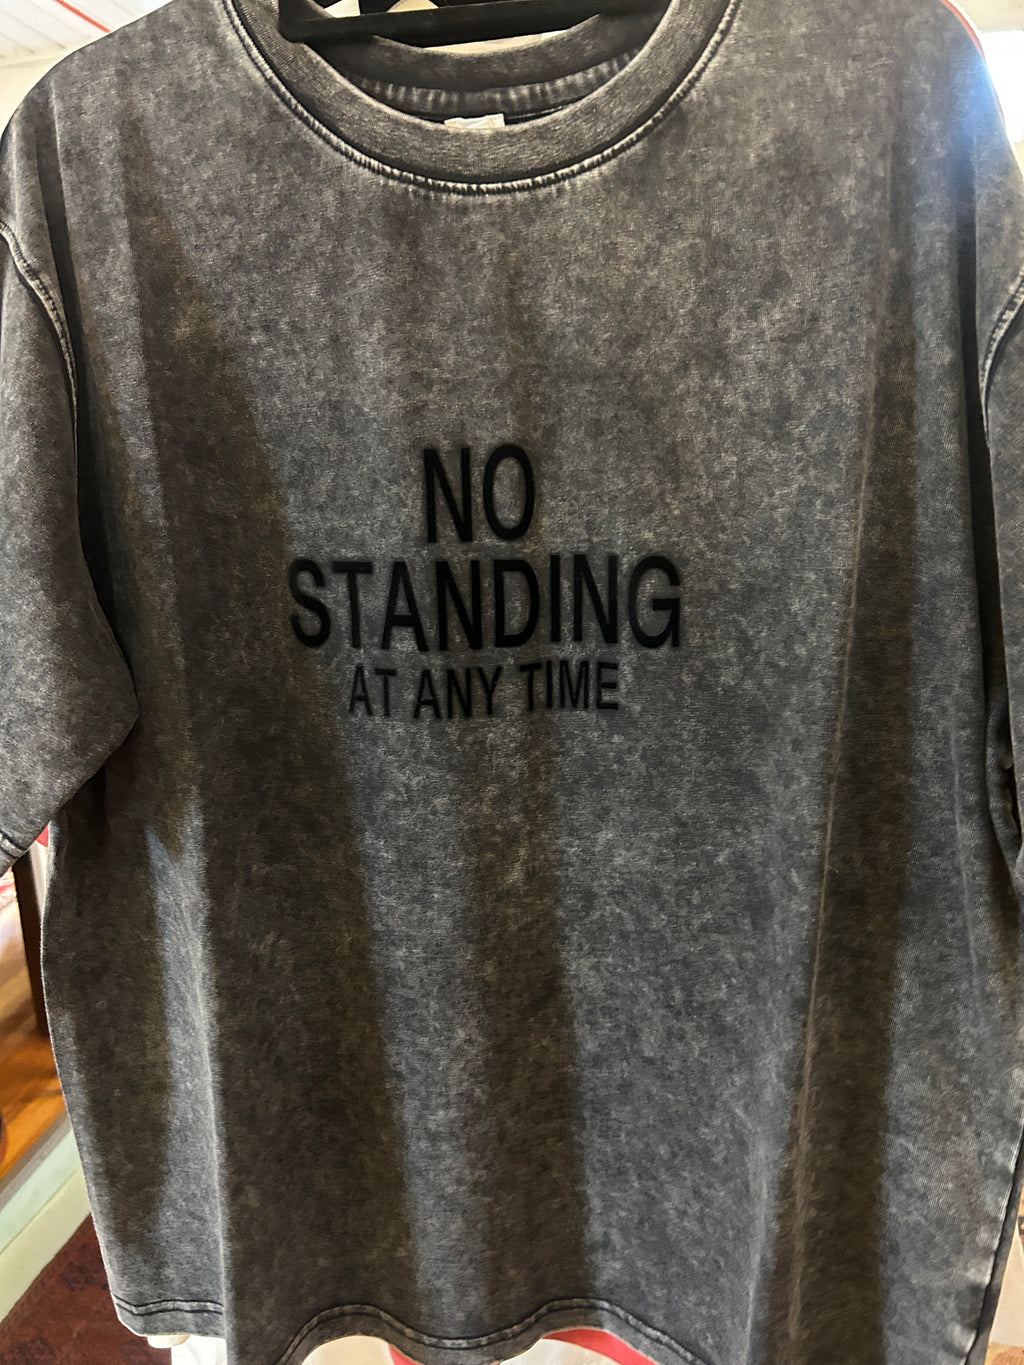 NO
STANDING
AT ANY TIME